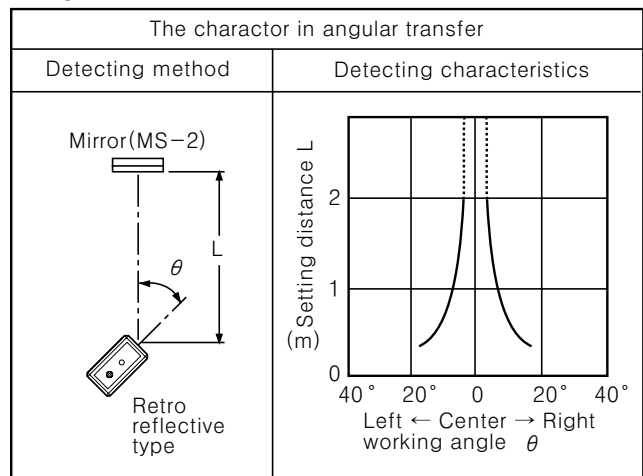 The charactor in angular transfer
Detecting method
Detecting characteristics
Mirror(MS-2)
L
θ
Retro
reflective
type
(m) Setting distance L
2
1
0
40° 20° 0 20° 40°
Left ← Center → Right
working angle θ